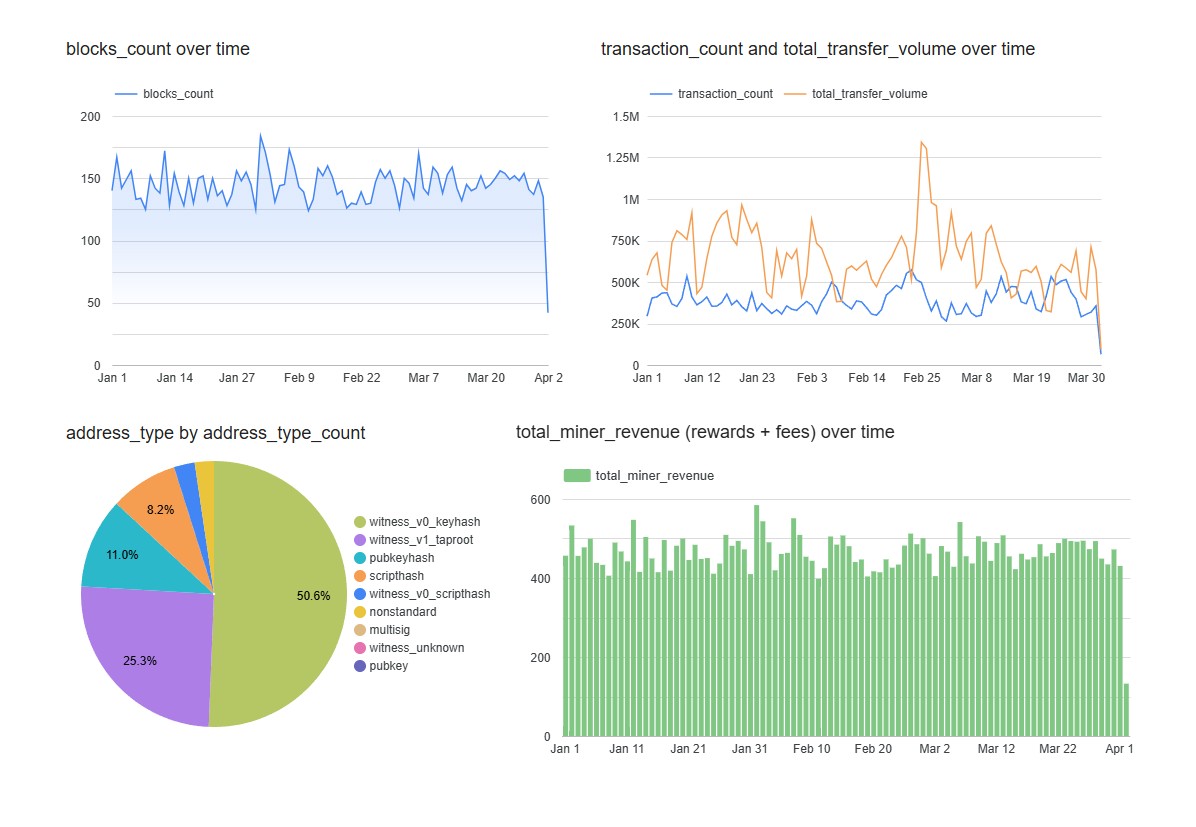 blocks_count over time
blocks_count
200
150
100
50
0
Jan 1 Jan 14 Jan 27 Feb 9 Feb 22 Mar 7 Mar 20 Apr 2
transaction_count and total_transfer_volume over time
transaction_count total_transfer_volume
1.5M
1.25M
1M
750K
500K
250K
0
Jan 1 Jan 12 Jan 23 Feb 3 Feb 14 Feb 25 Mar 8 Mar 19 Mar 30
address_type by address_type_count
8.2%
11.0%
50.6%
25.3%
witness_v0_keyhash
witness_v1_taproot
pubkeyhash
scripthash
witness_v0_scripthash
nonstandard
multisig
witness_unknown
pubkey
total_miner_revenue (rewards + fees) over time
total_miner_revenue
600
400
200
0
Jan 1 Jan 11 Jan 21 Jan 31 Feb 10 Feb 20 Mar 2 Mar 12 Mar 22 Apr 1